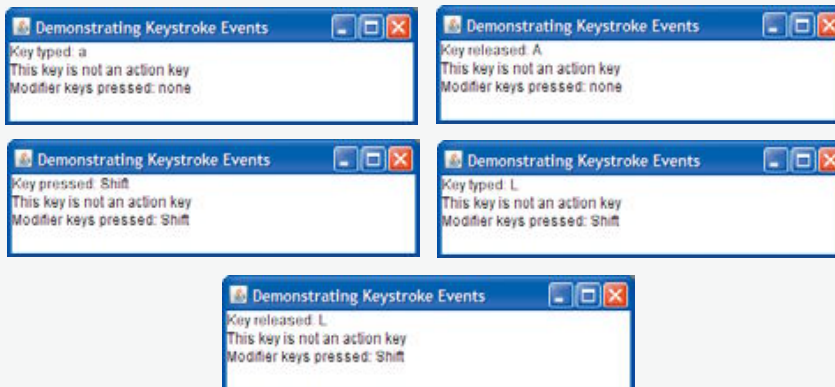 Demonstrating Keystroke Events
Key typed: a
This key is not an action key
Modifier keys pressed: none
Demonstrating Keystroke Events
Key released: A
This key is not an action key
Modifier keys pressed: none
Demonstrating Keystroke Events
Key pressed: Shift
This key is not an action key
Modifier keys pressed: Shift
Demonstrating Keystroke Events
Key typed: L
This key is not an action key
Modifier keys pressed: Shift
Demonstrating Keystroke Events
Key released: L
This key is not an action key
Modifier keys pressed: Shift